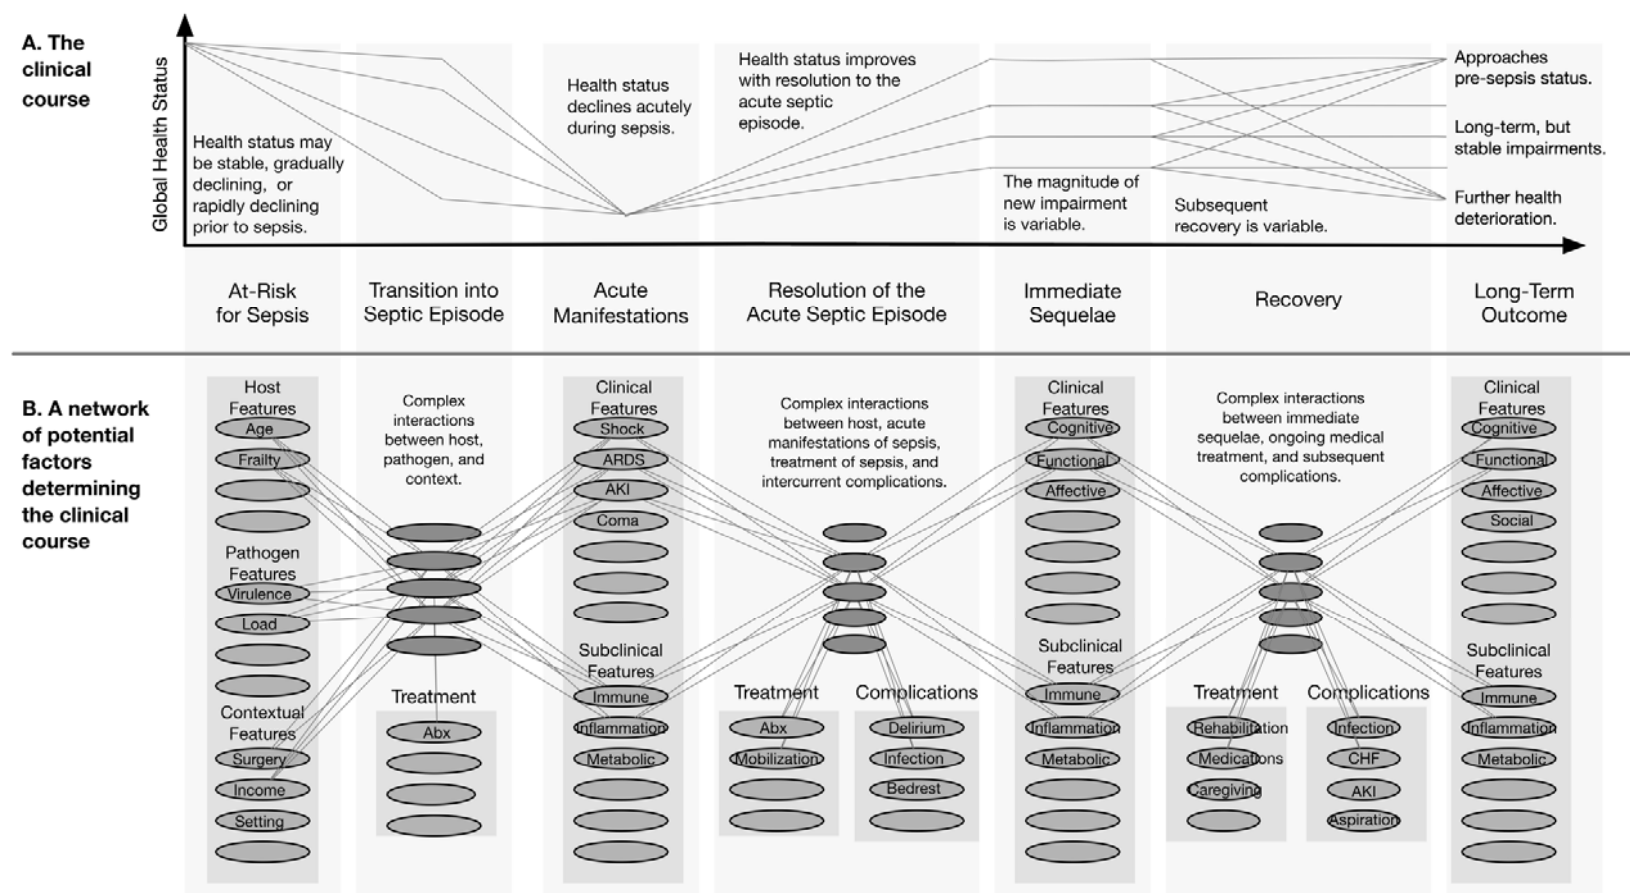 A. The
clinical
course
Global Health Status
Health status may
be stable, gradually
declining, or
rapidly declining
prior to sepsis.
Health status
declines acutely
during sepsis.
Health status improves
with resolution to the
acute septic
episode.
The magnitude of
new impairment
is variable.
Subsequent
recovery is variable.
Approaches
pre-sepsis status.
Long-term, but
stable impairments.
Further health
deterioration.
At-Risk
for Sepsis
Transition into
Septic Episode
Acute
Manifestations
Resolution of the
Acute Septic Episode
Immediate
Sequelae
Recovery
Long-Term
Outcome
B. A network
of potential
factors
determining
the clinical
course
Host
Features
Age
Frailty
Pathogen
Features
Virulence
Load
Contextual
Features
Surgery
Income
Setting
Complex
interactions
between host,
pathogen, and
context.
Treatment
Abx
Clinical
Features
Shock
ARDS
AKI
Coma
Subclinical
Features
Immune
Inflammation
Metabolic
Complex interactions
between host, acute
manifestations of sepsis,
treatment of sepsis, and
intercurrent complications.
Treatment
Abx
Mobilization
Complications
Delirium
Infection
Bedrest
Clinical
Features
Cognitive
Functional
Affective
Subclinical
Features
Immune
Inflammation
Metabolic
Complex interactions
between immediate
sequelae, ongoing medical
treatment, and subsequent
complications.
Treatment
Rehabilitation
Medications
Caregiving
Complications
Infection
CHF
AKI
Aspiration
Clinical
Features
Cognitive
Functional
Affective
Social
Subclinical
Features
Immune
Inflammation
Metabolic